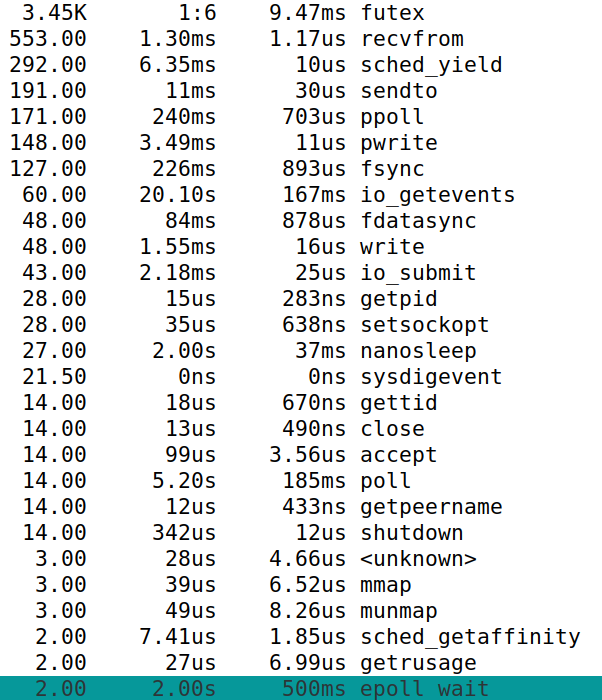 3.45K 1:6 9.47ms futex
553.00 1.30ms 1.17us recvfrom
292.00 6.35ms 10us sched_yield
191.00 11ms 30us sendto
171.00 240ms 703us ppoll
148.00 3.49ms 11us pwrite
127.00 226ms 893us fsync
60.00 20.10s 167ms io_getevents
48.00 84ms 878us fdatasync
48.00 1.55ms 16us write
43.00 2.18ms 25us io_submit
28.00 15us 283ns getpid
28.00 35us 638ns setsockopt
27.00 2.00s 37ms nanosleep
21.50 0ns 0ns sysdigevent
14.00 18us 670ns gettid
14.00 13us 490ns close
14.00 99us 3.56us accept
14.00 5.20s 185ms poll
14.00 12us 433ns getpeername
14.00 342us 12us shutdown
3.00 28us 4.66us <unknown>
3.00 39us 6.52us mmap
3.00 49us 8.26us munmap
2.00 7.41us 1.85us sched_getaffinity
2.00 27us 6.99us getrusage
2.00 2.00s 500ms epoll_wait